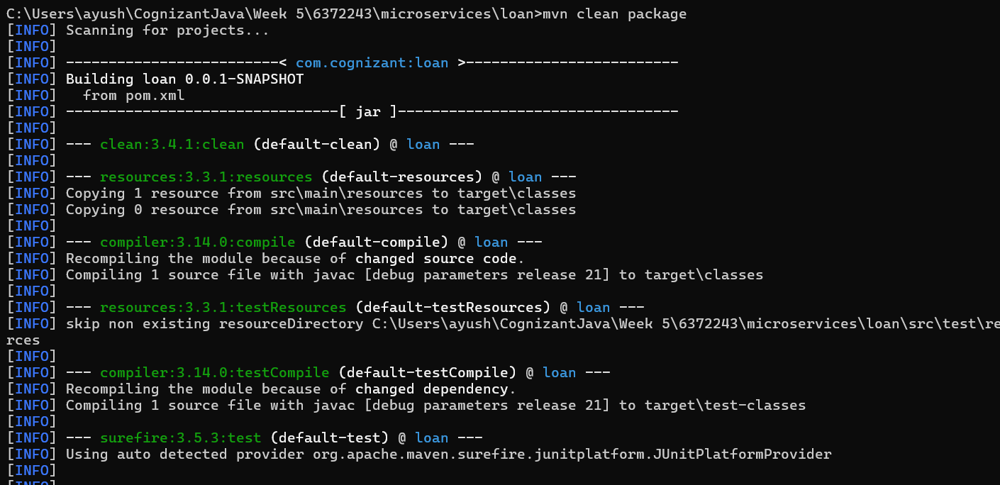 C:\Users\ayush\CognizantJava\Week 5\6372243\microservices\loan>mvn clean package
[INFO] Scanning for projects...
[INFO]
[INFO] -------------------------< com.cognizant:loan >-------------------------
[INFO] Building loan 0.0.1-SNAPSHOT
[INFO]   from pom.xml
[INFO] --------------------------------[ jar ]---------------------------------
[INFO]
[INFO] --- clean:3.4.1:clean (default-clean) @ loan ---
[INFO]
[INFO] --- resources:3.3.1:resources (default-resources) @ loan ---
[INFO] Copying 1 resource from src\main\resources to target\classes
[INFO] Copying 0 resource from src\main\resources to target\classes
[INFO]
[INFO] --- compiler:3.14.0:compile (default-compile) @ loan ---
[INFO] Recompiling the module because of changed source code.
[INFO] Compiling 1 source file with javac [debug parameters release 21] to target\classes
[INFO]
[INFO] --- resources:3.3.1:testResources (default-testResources) @ loan ---
[INFO] skip non existing resourceDirectory C:\Users\ayush\CognizantJava\Week 5\6372243\microservices\loan\src\test\re
rces
[INFO]
[INFO] --- compiler:3.14.0:testCompile (default-testCompile) @ loan ---
[INFO] Recompiling the module because of changed dependency.
[INFO] Compiling 1 source file with javac [debug parameters release 21] to target\test-classes
[INFO]
[INFO] --- surefire:3.5.3:test (default-test) @ loan ---
[INFO] Using auto detected provider org.apache.maven.surefire.junitplatform.JUnitPlatformProvider
[INFO]
[INFO]